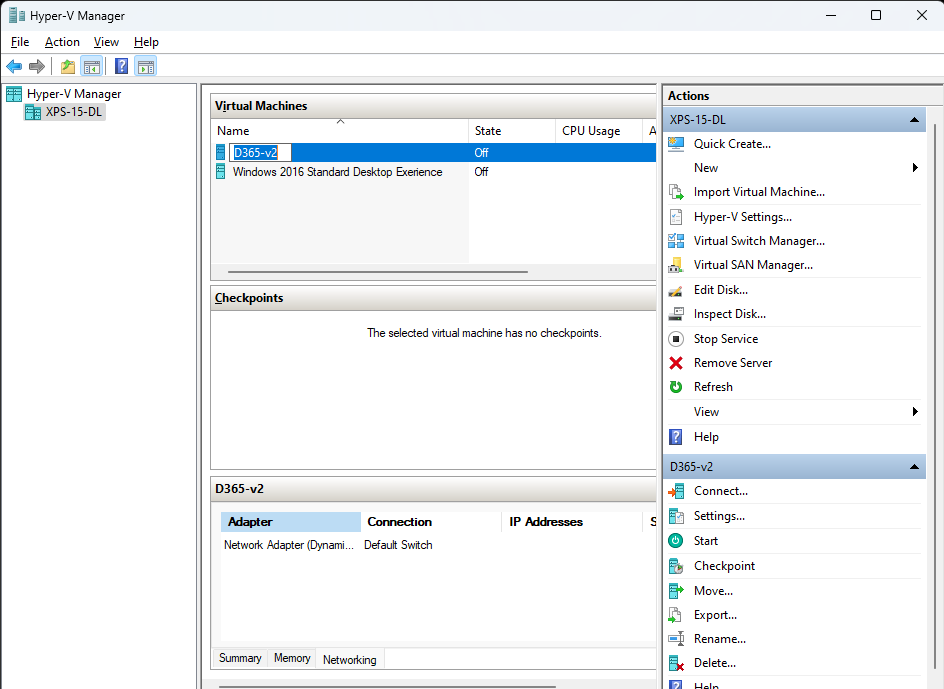 Hyper-V Manager
File Action View Help
Hyper-V Manager
XPS-15-DL
Virtual Machines
Name State CPU Usage A
D365-v2 Off
Windows 2016 Standard Desktop Exerience Off
Checkpoints
The selected virtual machine has no checkpoints.
D365-v2
Adapter Connection IP Addresses S
Network Adapter (Dynami... Default Switch
Summary Memory Networking
Actions
XPS-15-DL
Quick Create...
New
Import Virtual Machine...
Hyper-V Settings...
Virtual Switch Manager...
Virtual SAN Manager...
Edit Disk...
Inspect Disk...
Stop Service
Remove Server
Refresh
View
Help
D365-v2
Connect...
Settings...
Start
Checkpoint
Move...
Export...
Rename...
Delete...
Help